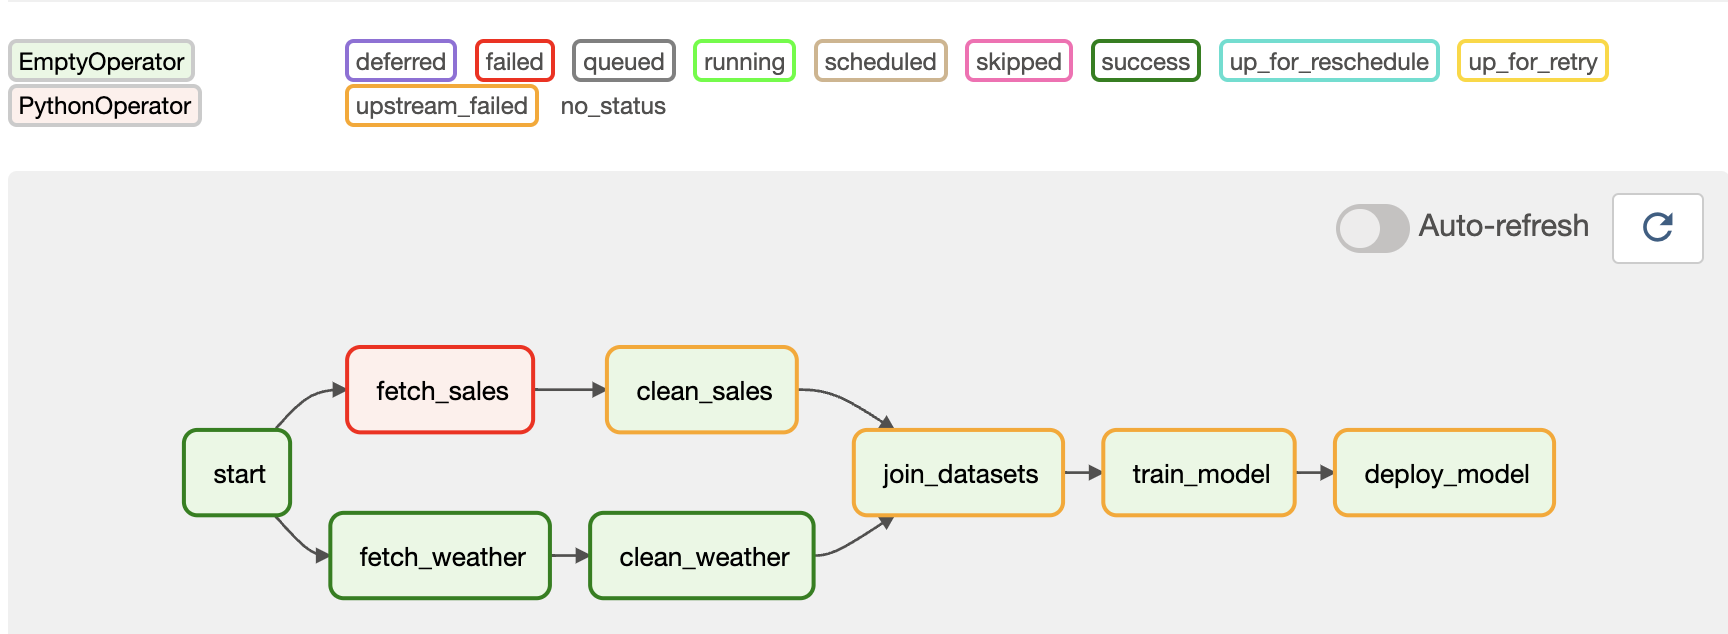 EmptyOperator deferred failed queued running scheduled skipped success up_for_reschedule up_for_retry
PythonOperator upstream_failed no_status
Auto-refresh
fetch_sales clean_sales
start join_datasets train_model deploy_model
fetch_weather clean_weather